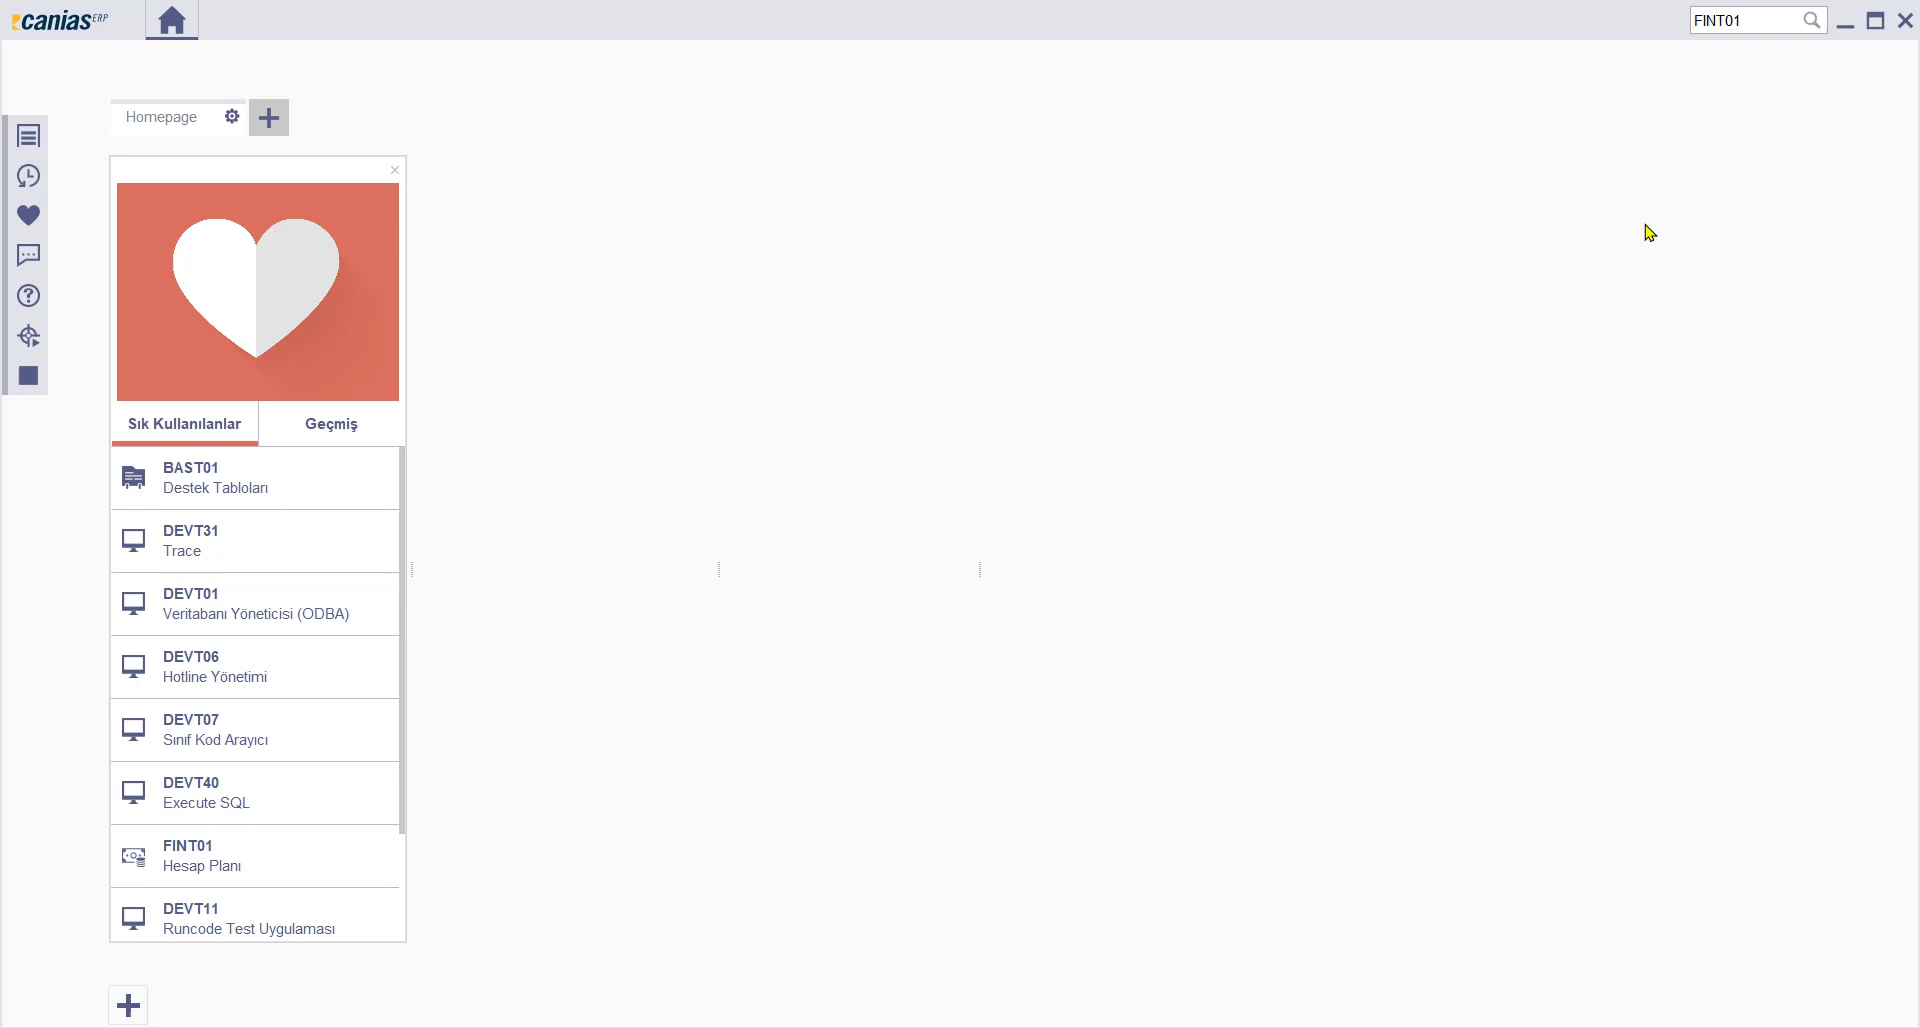 canias ERP
FINT01
Homepage
Sık Kullanılanlar
Geçmiş
BAST01
Destek Tabloları
DEVT31
Trace
DEVT01
Veritabanı Yöneticisi (ODBA)
DEVT06
Hotline Yönetimi
DEVT07
Sınıf Kod Arayıcı
DEVT40
Execute SQL
FINT01
Hesap Planı
DEVT11
Runcode Test Uygulaması